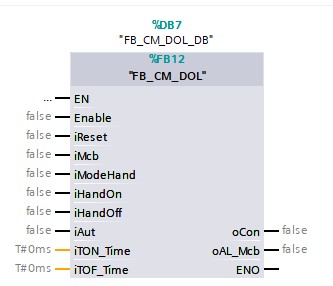 %DB7
"FB_CM_DOL_DB"
%FB12
"FB_CM_DOL"
... EN
false Enable
false iReset
false iMcb
false iModeHand
false iHandOn
false iHandOff
false iAut oCon false
T#0ms iTON_Time oAL_Mcb false
T#0ms iTOF_Time ENO